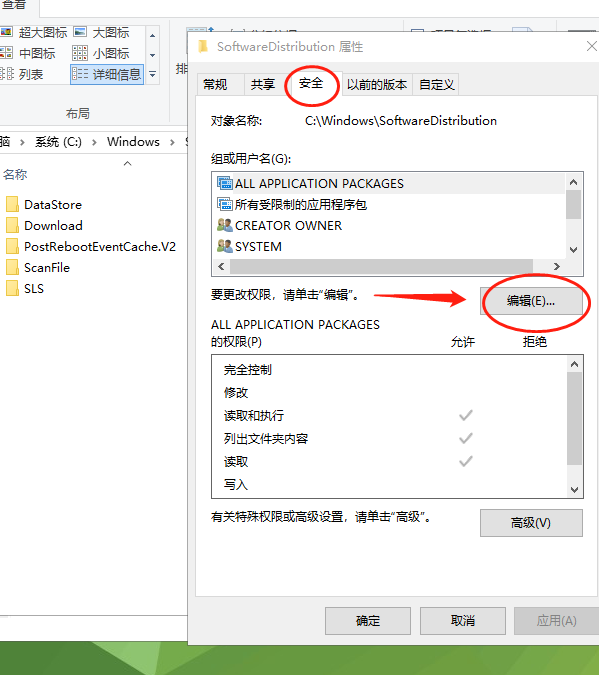 查看
超大图标 大图标
中图标 小图标
列表 详细信息
布局
系统 (C:) › Windows ›
名称
DataStore
Download
PostRebootEventCache.V2
ScanFile
SLS
SoftwareDistribution 属性
常规 共享 安全 以前的版本 自定义
对象名称: C:\Windows\SoftwareDistribution
组或用户名(G):
ALL APPLICATION PACKAGES
所有受限制的应用程序包
CREATOR OWNER
SYSTEM
要更改权限，请单击"编辑"。 编辑(E)...
ALL APPLICATION PACKAGES
的权限(P) 允许 拒绝
完全控制
修改
读取和执行
列出文件夹内容
读取
写入
有关特殊权限或高级设置，请单击"高级"。 高级(V)
确定 取消 应用(A)